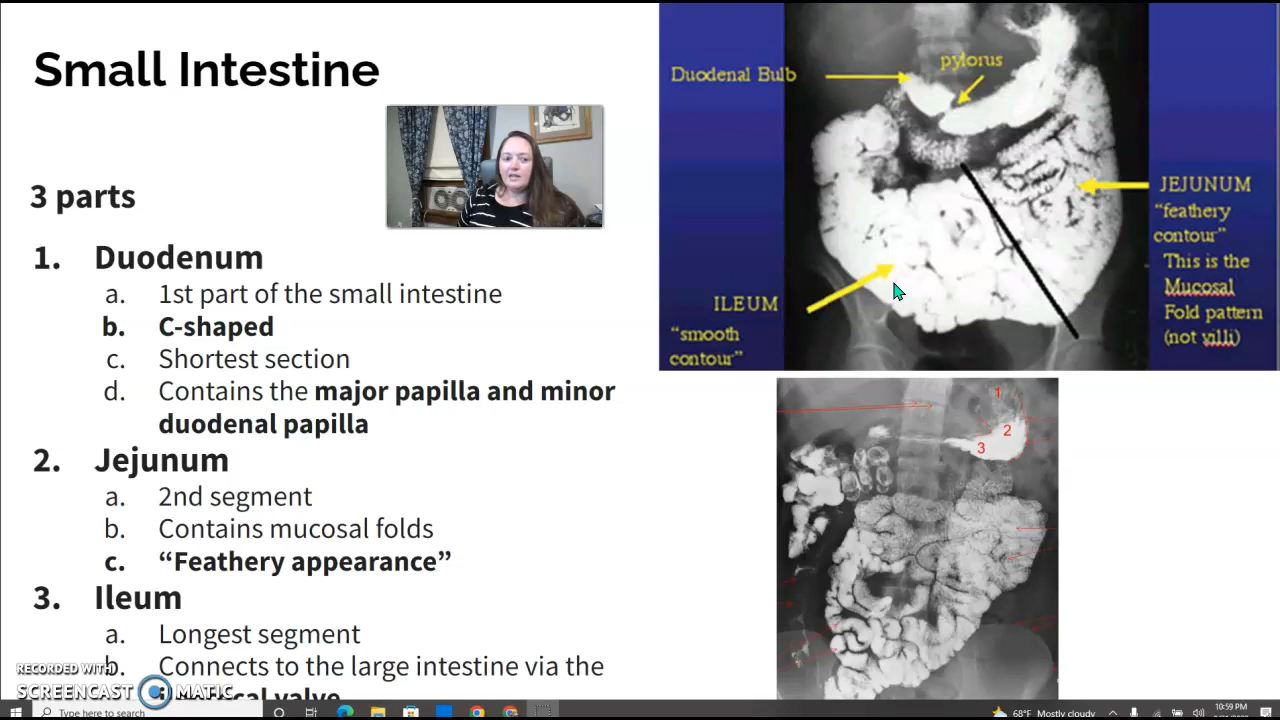 Small Intestine
3 parts
1. Duodenum
a. 1st part of the small intestine
b. C-shaped
c. Shortest section
d. Contains the major papilla and minor
duodenal papilla
2. Jejunum
a. 2nd segment
b. Contains mucosal folds
c. “Feathery appearance”
3. Ileum
a. Longest segment
b. Connects to the large intestine via the
valve
Duodenal Bulb
pylorus
JEJUNUM
“feathery
contour”
This is the
Mucosal
Fold pattern
(not villi)
ILEUM
“smooth
contour”
1
2
3
RECORDED WITH
SCREENCAST MATIC
Type here to search
68°F Mostly cloudy
10:59 PM